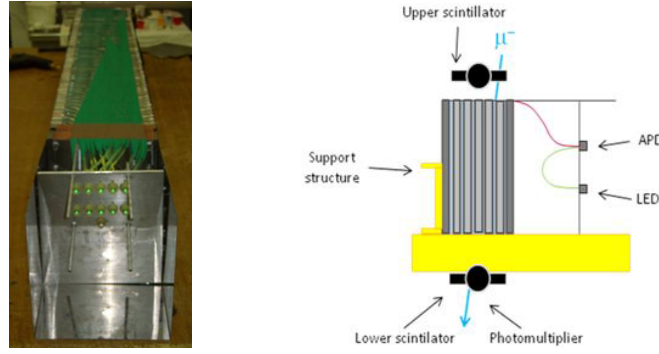 Upper scintillator
μ⁻
APD
Support
structure
LED
Lower scintilator
Photomultiplier